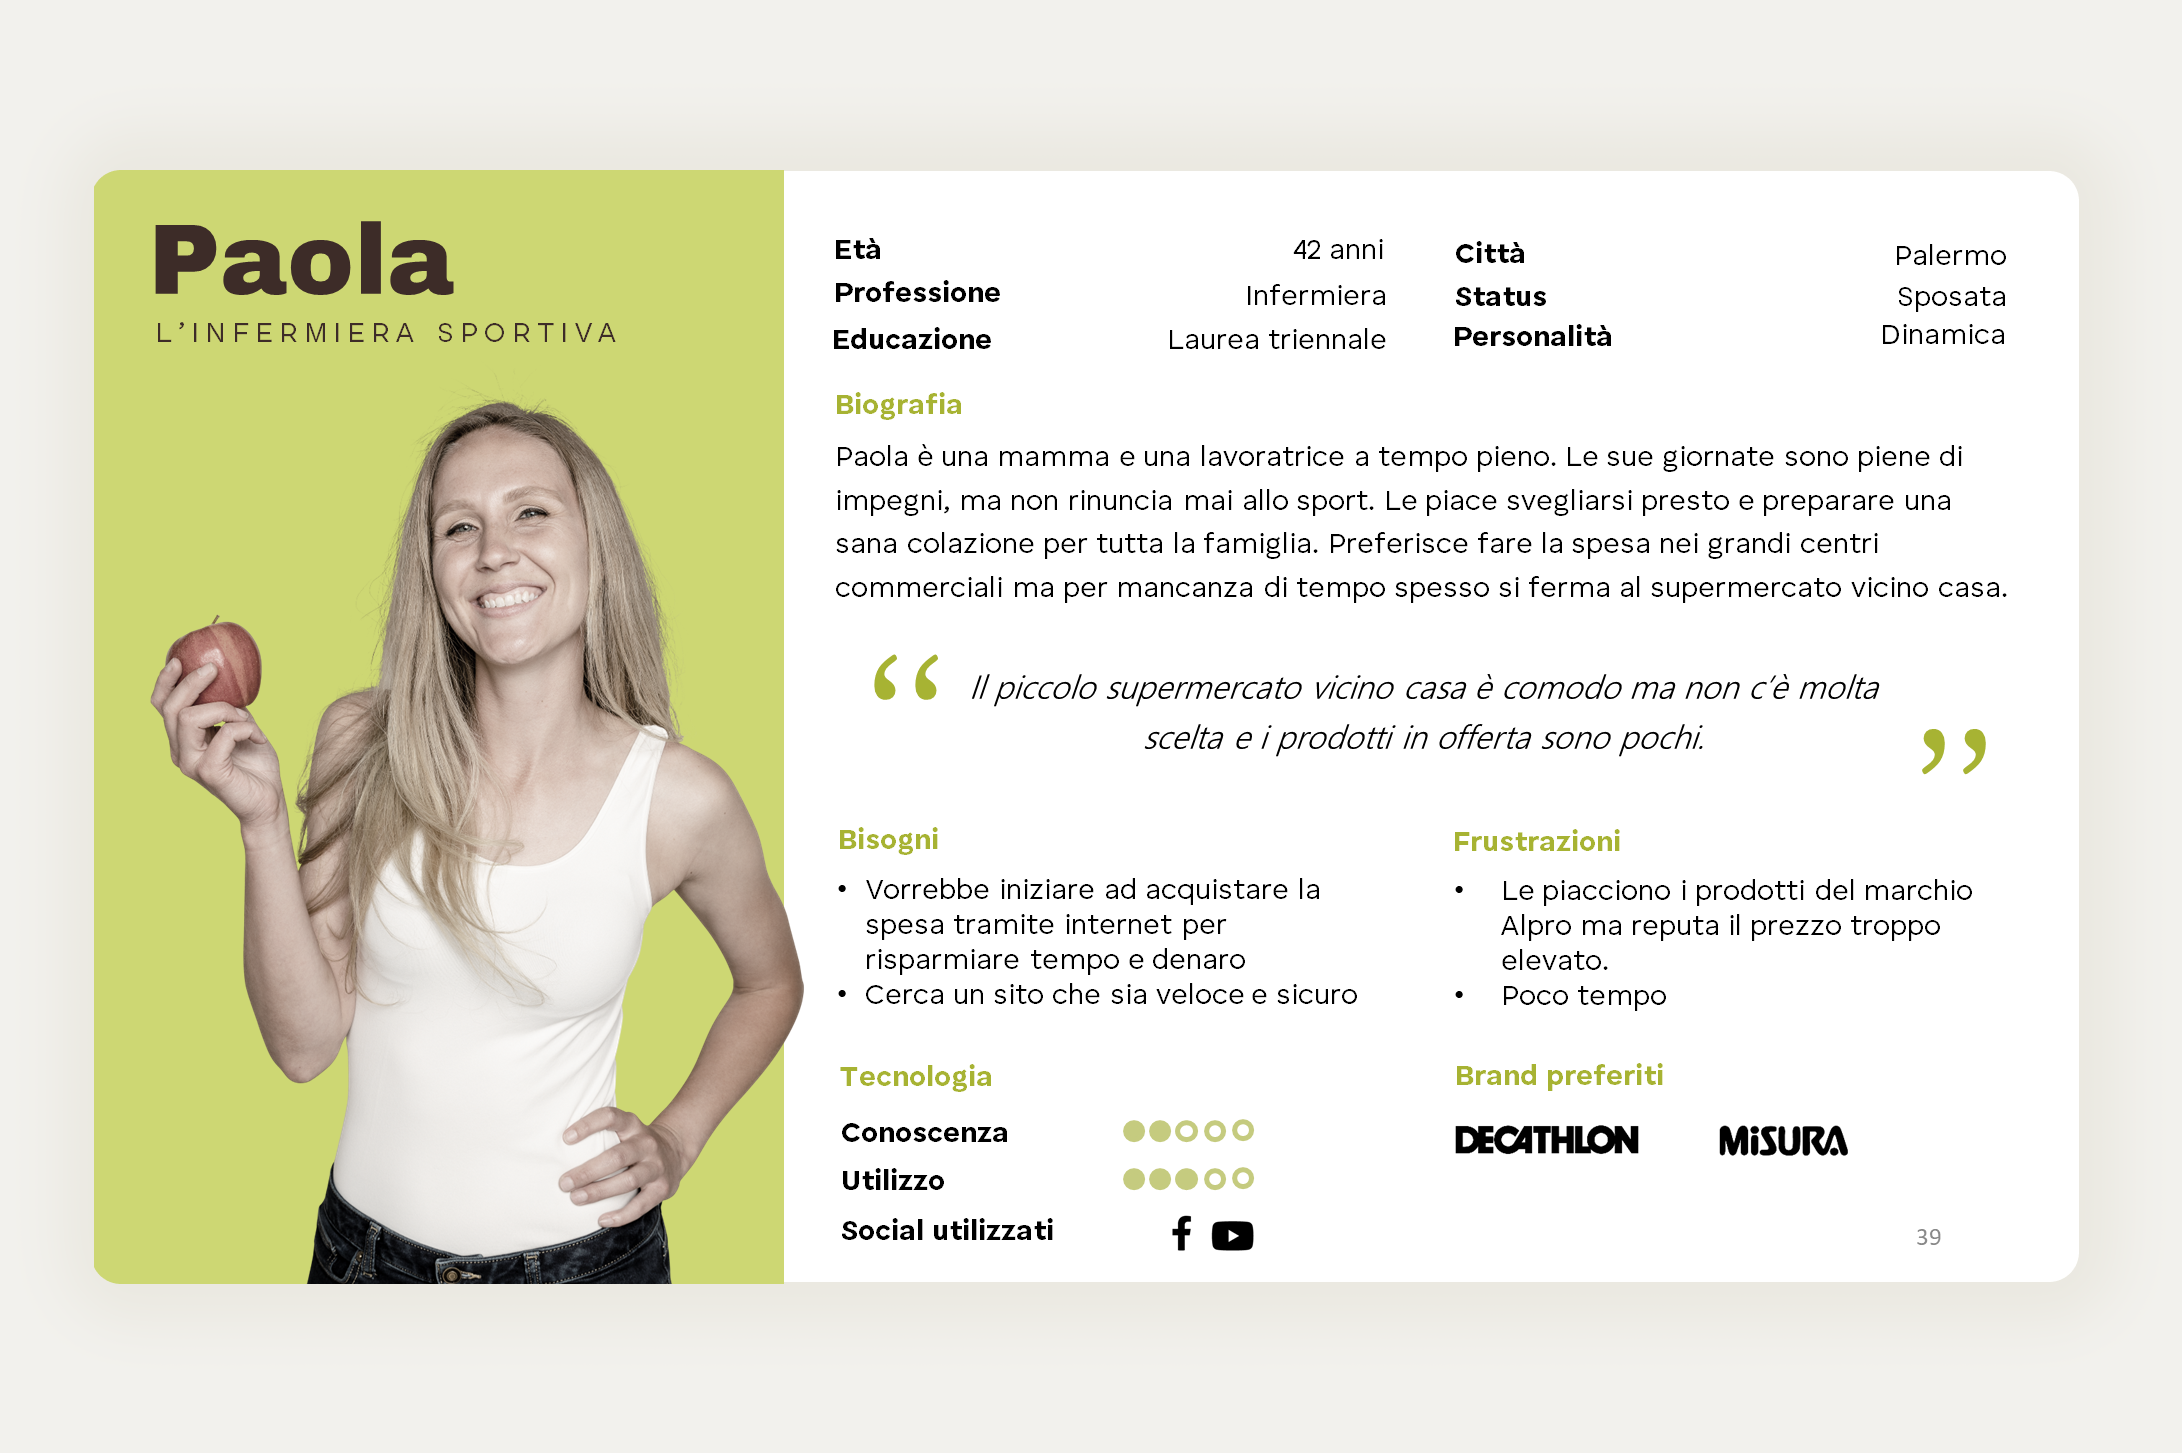 Paola
L’INFERMIERA SPORTIVA
Età 42 anni
Professione Infermiera
Educazione Laurea triennale
Città Palermo
Status Sposata
Personalità Dinamica
Biografia
Paola è una mamma e una lavoratrice a tempo pieno. Le sue giornate sono piene di
impegni, ma non rinuncia mai allo sport. Le piace svegliarsi presto e preparare una
sana colazione per tutta la famiglia. Preferisce fare la spesa nei grandi centri
commerciali ma per mancanza di tempo spesso si ferma al supermercato vicino casa.
“ Il piccolo supermercato vicino casa è comodo ma non c’è molta
scelta e i prodotti in offerta sono pochi. ”
Bisogni
• Vorrebbe iniziare ad acquistare la
spesa tramite internet per
risparmiare tempo e denaro
• Cerca un sito che sia veloce e sicuro
Frustrazioni
• Le piacciono i prodotti del marchio
Alpro ma reputa il prezzo troppo
elevato.
• Poco tempo
Tecnologia
Conoscenza
Utilizzo
Social utilizzati
Brand preferiti
DECATHLON MiSURA
39